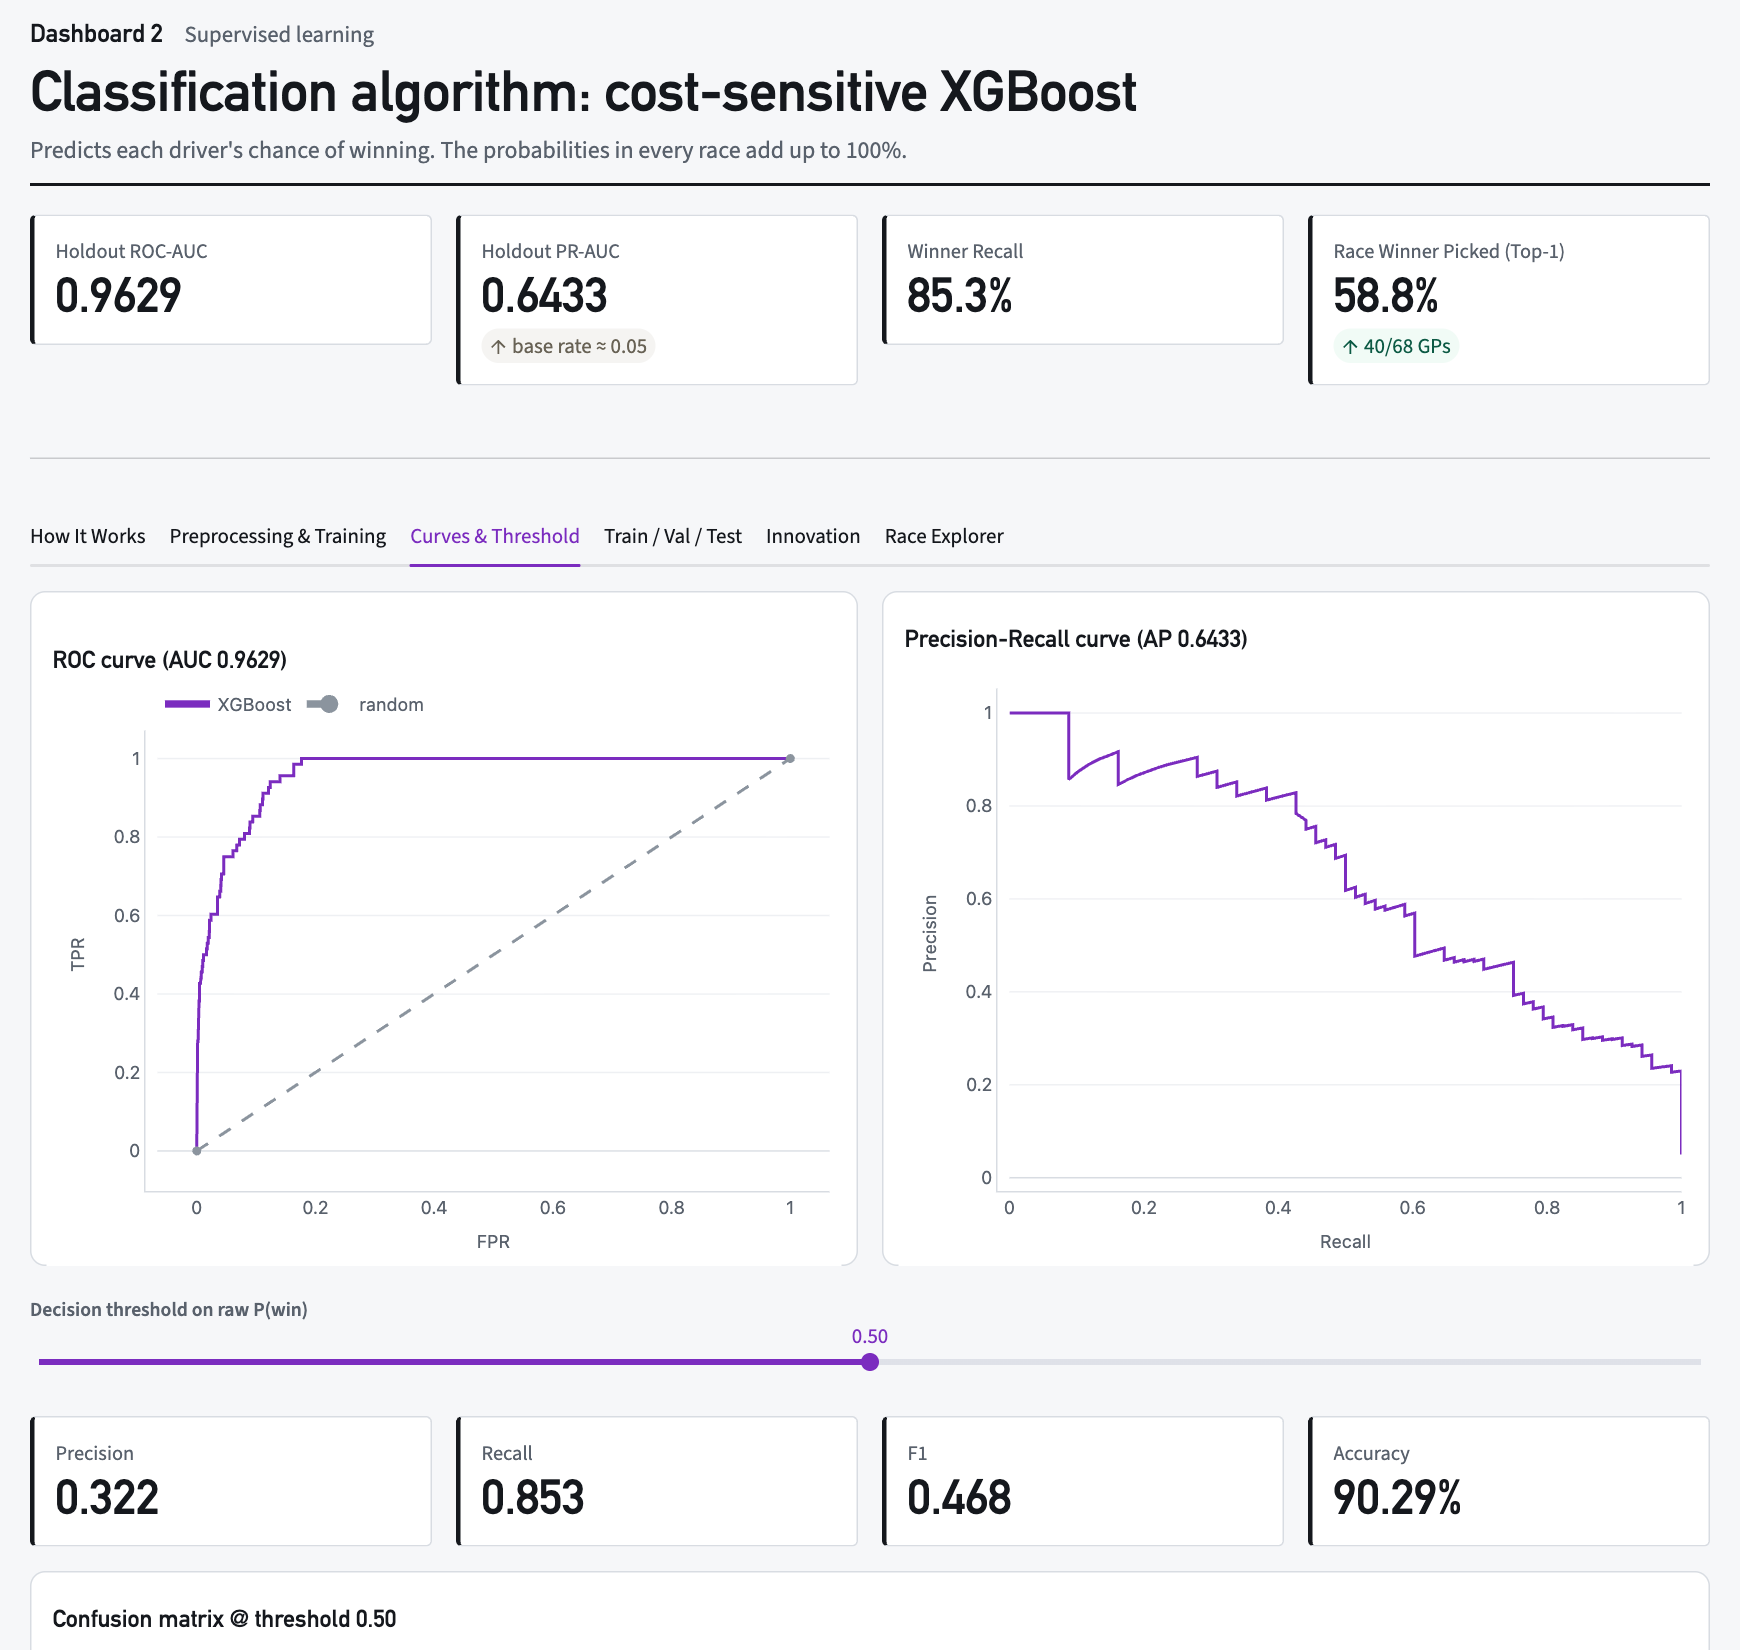 Dashboard 2 Supervised learning
Classification algorithm: cost-sensitive XGBoost
Predicts each driver's chance of winning. The probabilities in every race add up to 100%.
Holdout ROC-AUC
0.9629
Holdout PR-AUC
0.6433
↑ base rate ≈ 0.05
Winner Recall
85.3%
Race Winner Picked (Top-1)
58.8%
↑ 40/68 GPs
How It Works Preprocessing & Training Curves & Threshold Train / Val / Test Innovation Race Explorer
ROC curve (AUC 0.9629)
XGBoost random
1
0.8
0.6
0.4
0.2
0
TPR
0 0.2 0.4 0.6 0.8 1
FPR
Precision-Recall curve (AP 0.6433)
1
0.8
0.6
0.4
0.2
0
Precision
0 0.2 0.4 0.6 0.8 1
Recall
Decision threshold on raw P(win)
0.50
Precision
0.322
Recall
0.853
F1
0.468
Accuracy
90.29%
Confusion matrix @ threshold 0.50